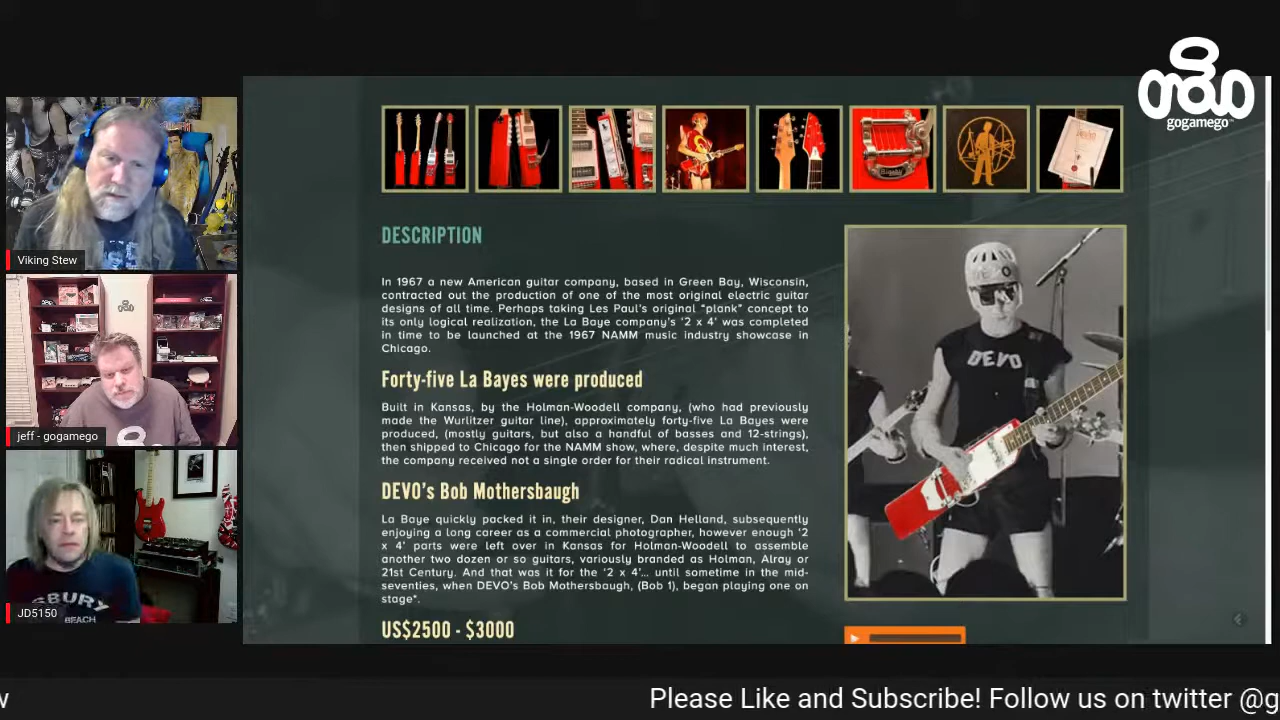 gogamego
Viking Stew
jeff - gogamego
BURY
BEACH
JD5150
DESCRIPTION
In 1967 a new American guitar company, based in Green Bay, Wisconsin,
contracted out the production of one of the most original electric guitar
designs of all time. Perhaps taking Les Paul's original “plank” concept to
its only logical realization, the La Baye company's ‘2 x 4’ was completed
in time to be launched at the 1967 NAMM music industry showcase in
Chicago.
Forty-five La Bayes were produced
Built in Kansas, by the Holman-Woodell company, (who had previously
made the Wurlitzer guitar line), approximately forty-five La Bayes were
produced, (mostly guitars, but also a handful of basses and 12-strings),
then shipped to Chicago for the NAMM show, where, despite much interest,
the company received not a single order for their radical instrument.
DEVO's Bob Mothersbaugh
La Baye quickly packed it in, their designer, Dan Helland, subsequently
enjoying a long career as a commercial photographer, however enough ‘2
x 4’ parts were left over in Kansas for Holman-Woodell to assemble
another two dozen or so guitars, variously branded as Holman, Alray or
21st Century. And that was it for the ‘2 x 4’… until sometime in the mid-
seventies, when DEVO's Bob Mothersbaugh, (Bob 1), began playing one on
stage*.
US$2500 - $3000
DEVO
w
Please Like and Subscribe! Follow us on twitter @g